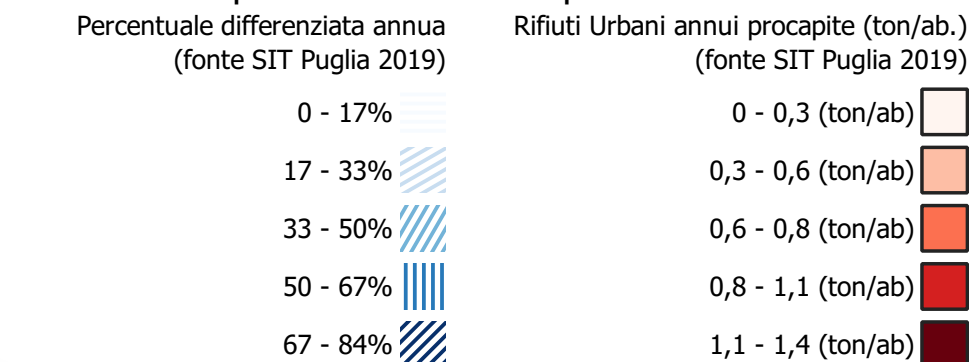 Percentuale differenziata annua
(fonte SIT Puglia 2019)
0 - 17%
17 - 33%
33 - 50%
50 - 67%
67 - 84%
Rifiuti Urbani annui procapite (ton/ab.)
(fonte SIT Puglia 2019)
0 - 0,3 (ton/ab)
0,3 - 0,6 (ton/ab)
0,6 - 0,8 (ton/ab)
0,8 - 1,1 (ton/ab)
1,1 - 1,4 (ton/ab)